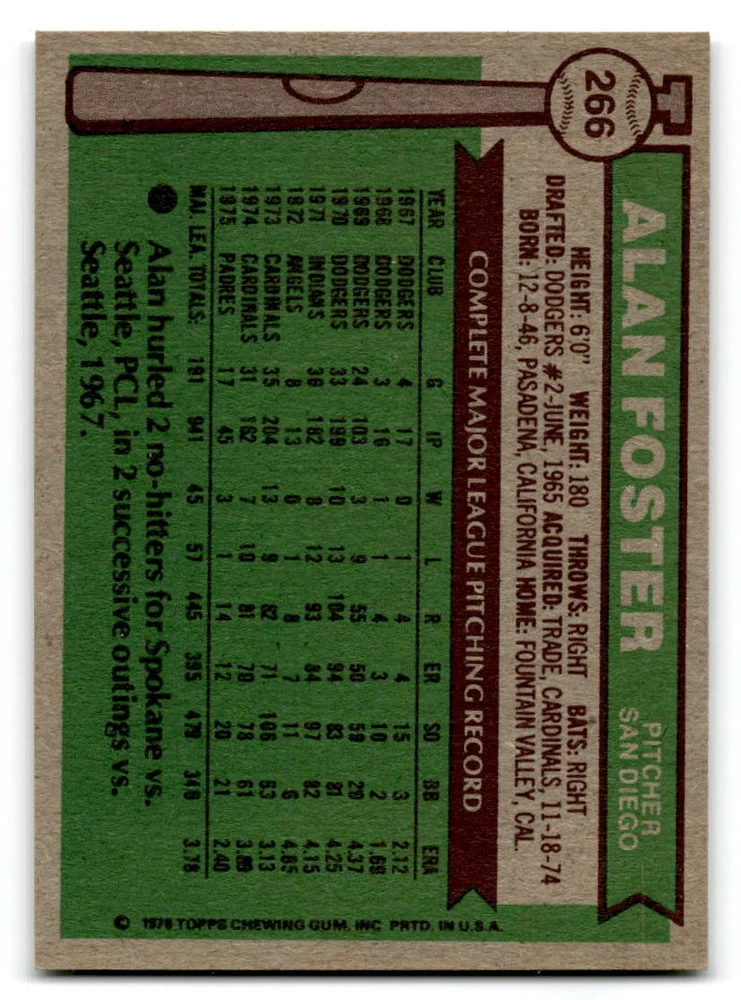 266
ALAN FOSTER
PITCHER
SAN DIEGO
HEIGHT: 6'0" WEIGHT: 180 THROWS: RIGHT BATS: RIGHT
DRAFTED: DODGERS #2-JUNE, 1965 ACQUIRED: TRADE, CARDINALS, 11-18-74
BORN: 12-8-46, PASADENA, CALIFORNIA HOME: FOUNTAIN VALLEY, CAL.
COMPLETE MAJOR LEAGUE PITCHING RECORD
YEAR CLUB G IP W L R ER SO BB ERA
1967 DODGERS 4 17 0 1 4 4 15 3 2.12
1968 DODGERS 3 16 1 1 4 3 10 2 1.69
1969 DODGERS 24 103 3 9 55 50 59 29 4.37
1970 DODGERS 33 199 10 13 104 94 83 81 4.25
1971 INDIANS 36 182 8 12 93 84 97 82 4.15
1972 ANGELS 8 13 0 1 8 7 11 6 4.85
1973 CARDINALS 35 204 13 9 82 71 106 63 3.13
1974 CARDINALS 31 162 7 10 81 70 78 61 3.89
1975 PADRES 17 45 3 1 14 12 20 21 2.40
MAJ. LEA. TOTALS: 191 941 45 57 445 395 479 348 3.78
Alan hurled 2 no-hitters for Spokane vs.
Seattle, PCL, in 2 successive outings vs.
Seattle, 1967.
© 1976 TOPPS CHEWING GUM, INC PRTD. IN U.S.A.